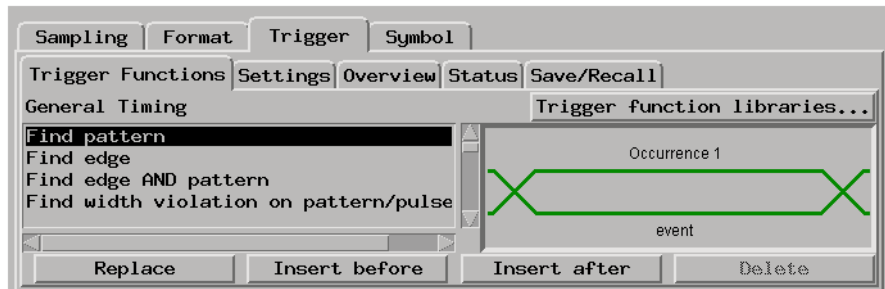 Sampling Format Trigger Symbol
Trigger Functions Settings Overview Status Save/Recall
General Timing Trigger function libraries...
Find pattern
Find edge
Find edge AND pattern
Find width violation on pattern/pulse
Occurrence 1
event
Replace Insert before Insert after Delete